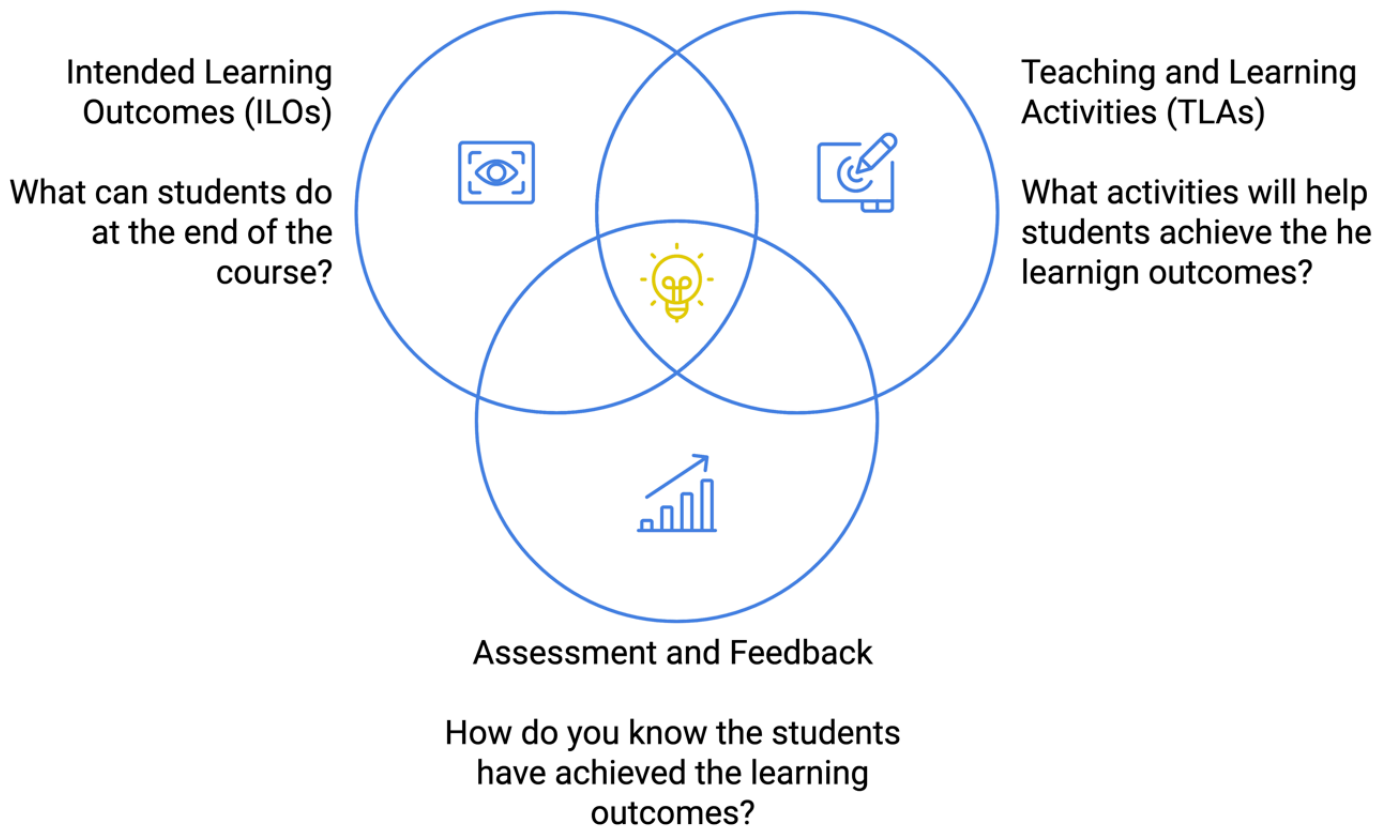 Intended Learning
Outcomes (ILOs)
What can students do
at the end of the
course?
Teaching and Learning
Activities (TLAs)
What activities will help
students achieve the he
learnign outcomes?
Assessment and Feedback
How do you know the students
have achieved the learning
outcomes?